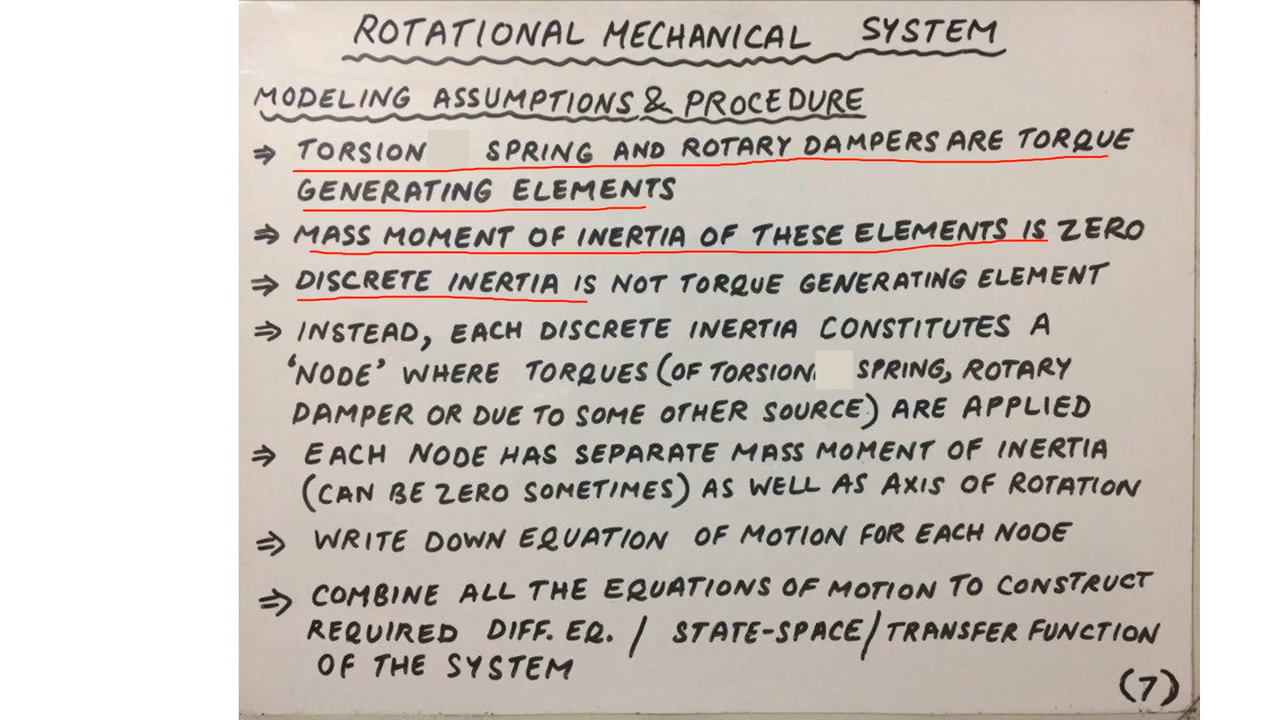 ROTATIONAL MECHANICAL SYSTEM
MODELING ASSUMPTIONS & PROCEDURE
⇒ TORSION SPRING AND ROTARY DAMPERS ARE TORQUE
GENERATING ELEMENTS
⇒ MASS MOMENT OF INERTIA OF THESE ELEMENTS IS ZERO
⇒ DISCRETE INERTIA IS NOT TORQUE GENERATING ELEMENT
⇒ INSTEAD, EACH DISCRETE INERTIA CONSTITUTES A
'NODE' WHERE TORQUES (OF TORSION SPRING, ROTARY
DAMPER OR DUE TO SOME OTHER SOURCE) ARE APPLIED
⇒ EACH NODE HAS SEPARATE MASS MOMENT OF INERTIA
(CAN BE ZERO SOMETIMES) AS WELL AS AXIS OF ROTATION
⇒ WRITE DOWN EQUATION OF MOTION FOR EACH NODE
⇒ COMBINE ALL THE EQUATIONS OF MOTION TO CONSTRUCT
REQUIRED DIFF. EQ. / STATE-SPACE/TRANSFER FUNCTION
OF THE SYSTEM
(7)